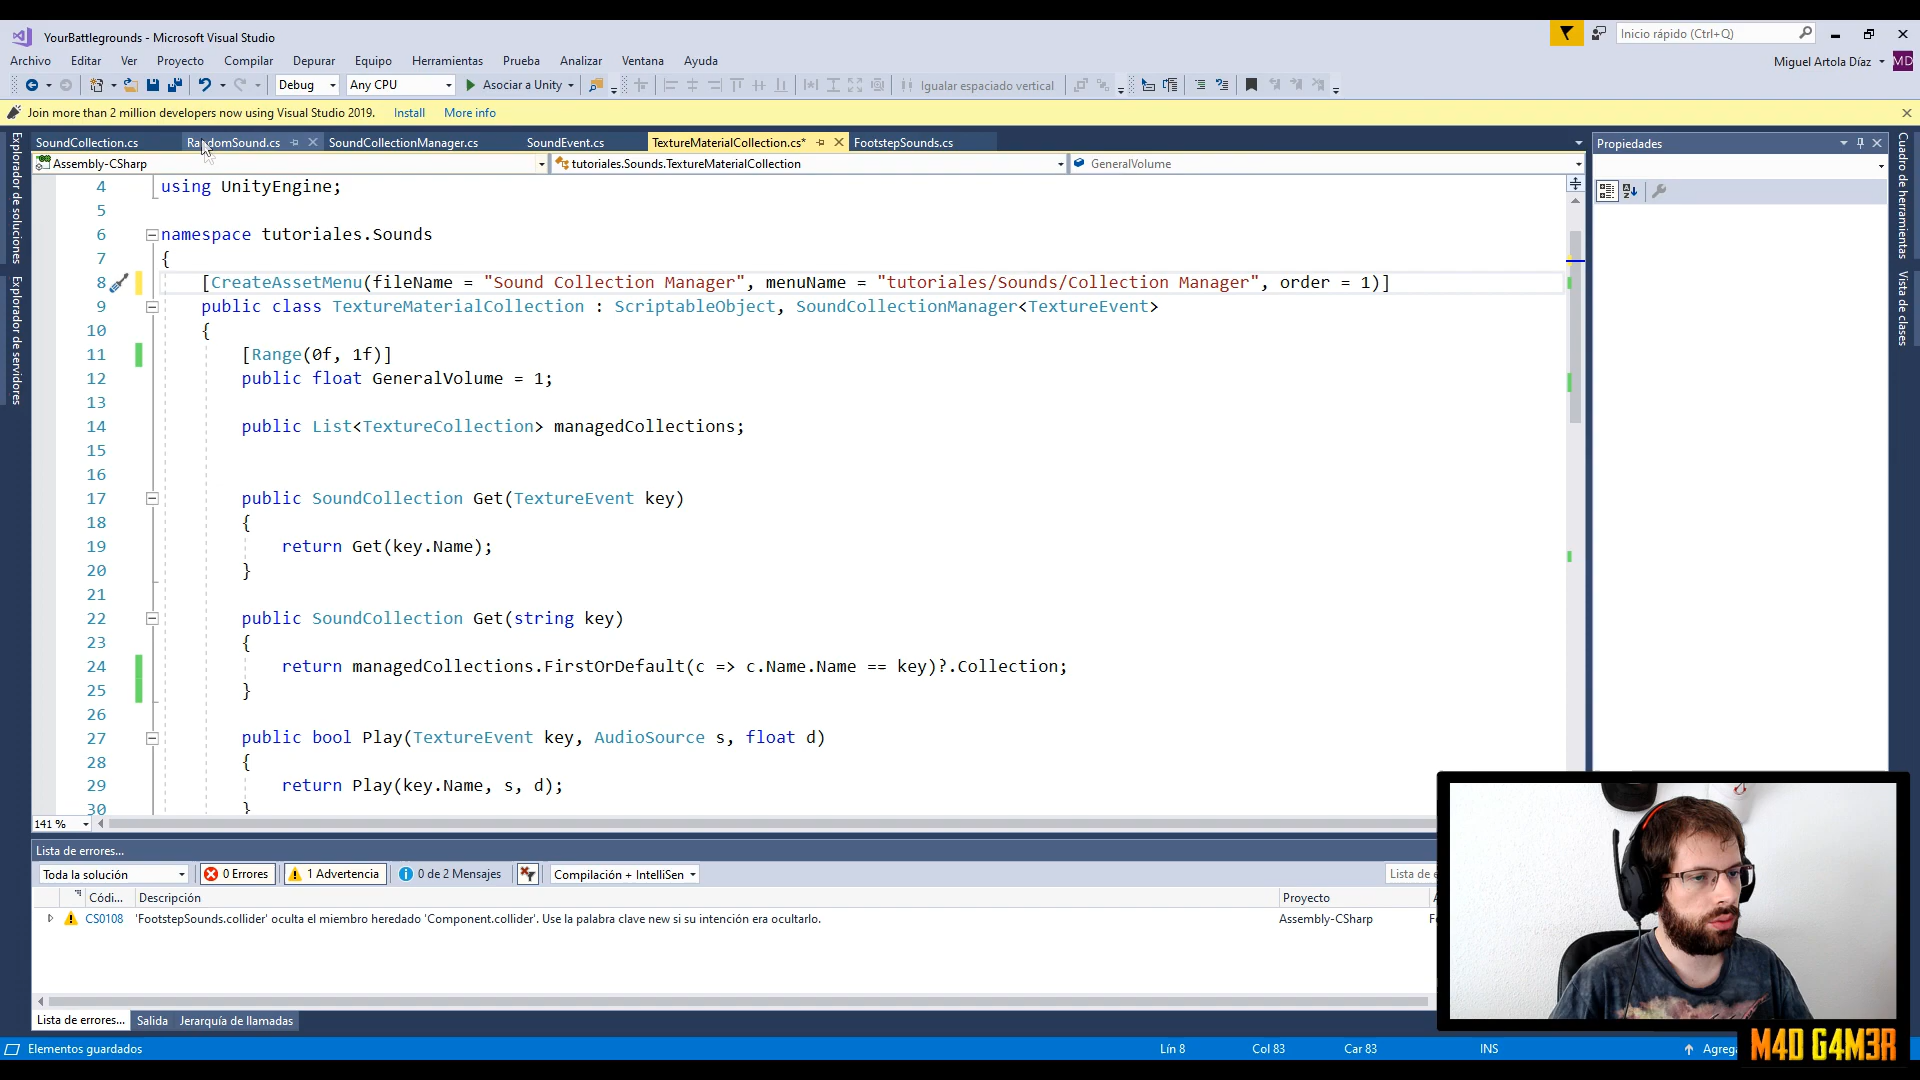 YourBattlegrounds - Microsoft Visual Studio
Inicio rápido (Ctrl+Q)
Archivo Editar Ver Proyecto Compilar Depurar Equipo Herramientas Prueba Analizar Ventana Ayuda
Miguel Artola Díaz
MD
Debug Any CPU Asociar a Unity Igualar espaciado vertical
Join more than 2 million developers now using Visual Studio 2019. Install More info
SoundCollection.cs RandomSound.cs SoundCollectionManager.cs SoundEvent.cs TextureMaterialCollection.cs* FootstepSounds.cs
Propiedades
Assembly-CSharp tutoriales.Sounds.TextureMaterialCollection GeneralVolume
Explorador de soluciones
Explorador de servidores
Cuadro de herramientas
Vista de clases
4 using UnityEngine;
5
6 namespace tutoriales.Sounds
7 {
8 [CreateAssetMenu(fileName = "Sound Collection Manager", menuName = "tutoriales/Sounds/Collection Manager", order = 1)]
9 public class TextureMaterialCollection : ScriptableObject, SoundCollectionManager<TextureEvent>
10 {
11 [Range(0f, 1f)]
12 public float GeneralVolume = 1;
13
14 public List<TextureCollection> managedCollections;
15
16
17 public SoundCollection Get(TextureEvent key)
18 {
19 return Get(key.Name);
20 }
21
22 public SoundCollection Get(string key)
23 {
24 return managedCollections.FirstOrDefault(c => c.Name.Name == key)?.Collection;
25 }
26
27 public bool Play(TextureEvent key, AudioSource s, float d)
28 {
29 return Play(key.Name, s, d);
30 }
141 %
Lista de errores...
Toda la solución 0 Errores 1 Advertencia 0 de 2 Mensajes Compilación + IntelliSen Lista de e
Códi... Descripción Proyecto A
CS0108 'FootstepSounds.collider' oculta el miembro heredado 'Component.collider'. Use la palabra clave new si su intención era ocultarlo. Assembly-CSharp F
Lista de errores... Salida Jerarquía de llamadas
Elementos guardados Lín 8 Col 83 Car 83 INS Agrega
M4D G4M3R